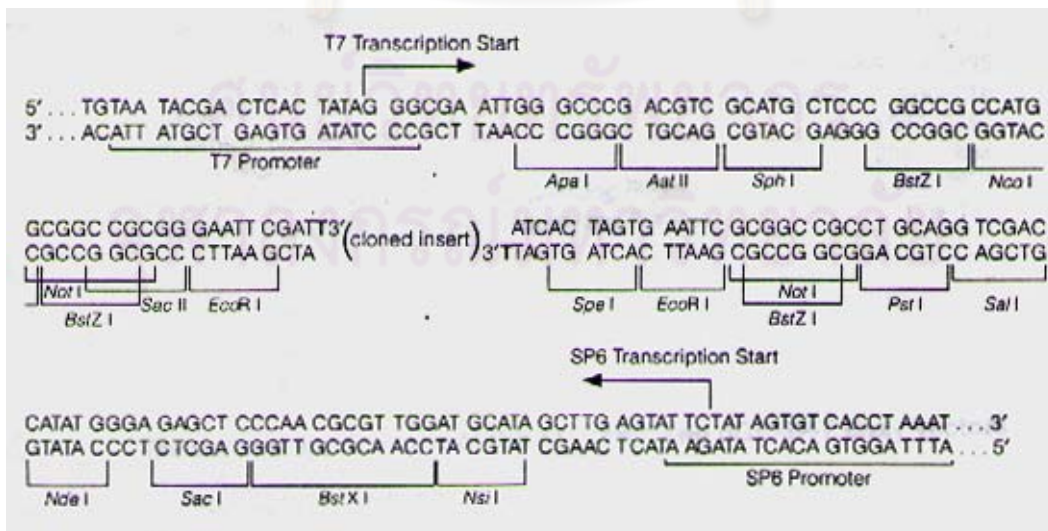 T7 Transcription Start
5′ ... TGTAA TACGA CTCAC TATAG GGCGA ATTGG GCCCG ACGTC GCATG CTCCC GGCCG CCATG
3′ ... ACATT ATGCT GAGTG ATATC CCGCT TAACC CGGGC TGCAG CGTAC GAGGG CCGGC GGTAC
T7 Promoter
Apa I Aat II Sph I BstZ I Nco I
GCGGC CGCGG GAATT CGATT3′ (cloned insert) ATCAC TAGTG AATTC GCGGC CGCCT GCAGG TCGAC
CGCCG GCGCC CTTAA GCTA 3′TTAGTG ATCAC TTAAG CGCCG GCGGA CGTCC AGCTG
Not I Sac II EcoR I Spe I EcoR I Not I Pst I Sal I
BstZ I BstZ I
SP6 Transcription Start
CATAT GGGA GAGCT CCCAA CGCGT TGGAT GCATA GCTTG AGTAT TCTAT AGTGT CACCT AAAT ... 3′
GTATA CCCT CTCGA GGGTT GCGCA ACCTA CGTAT CGAAC TCATA AGATA TCACA GTGGA TTTA ... 5′
Nde I Sac I BstX I Nsi I SP6 Promoter